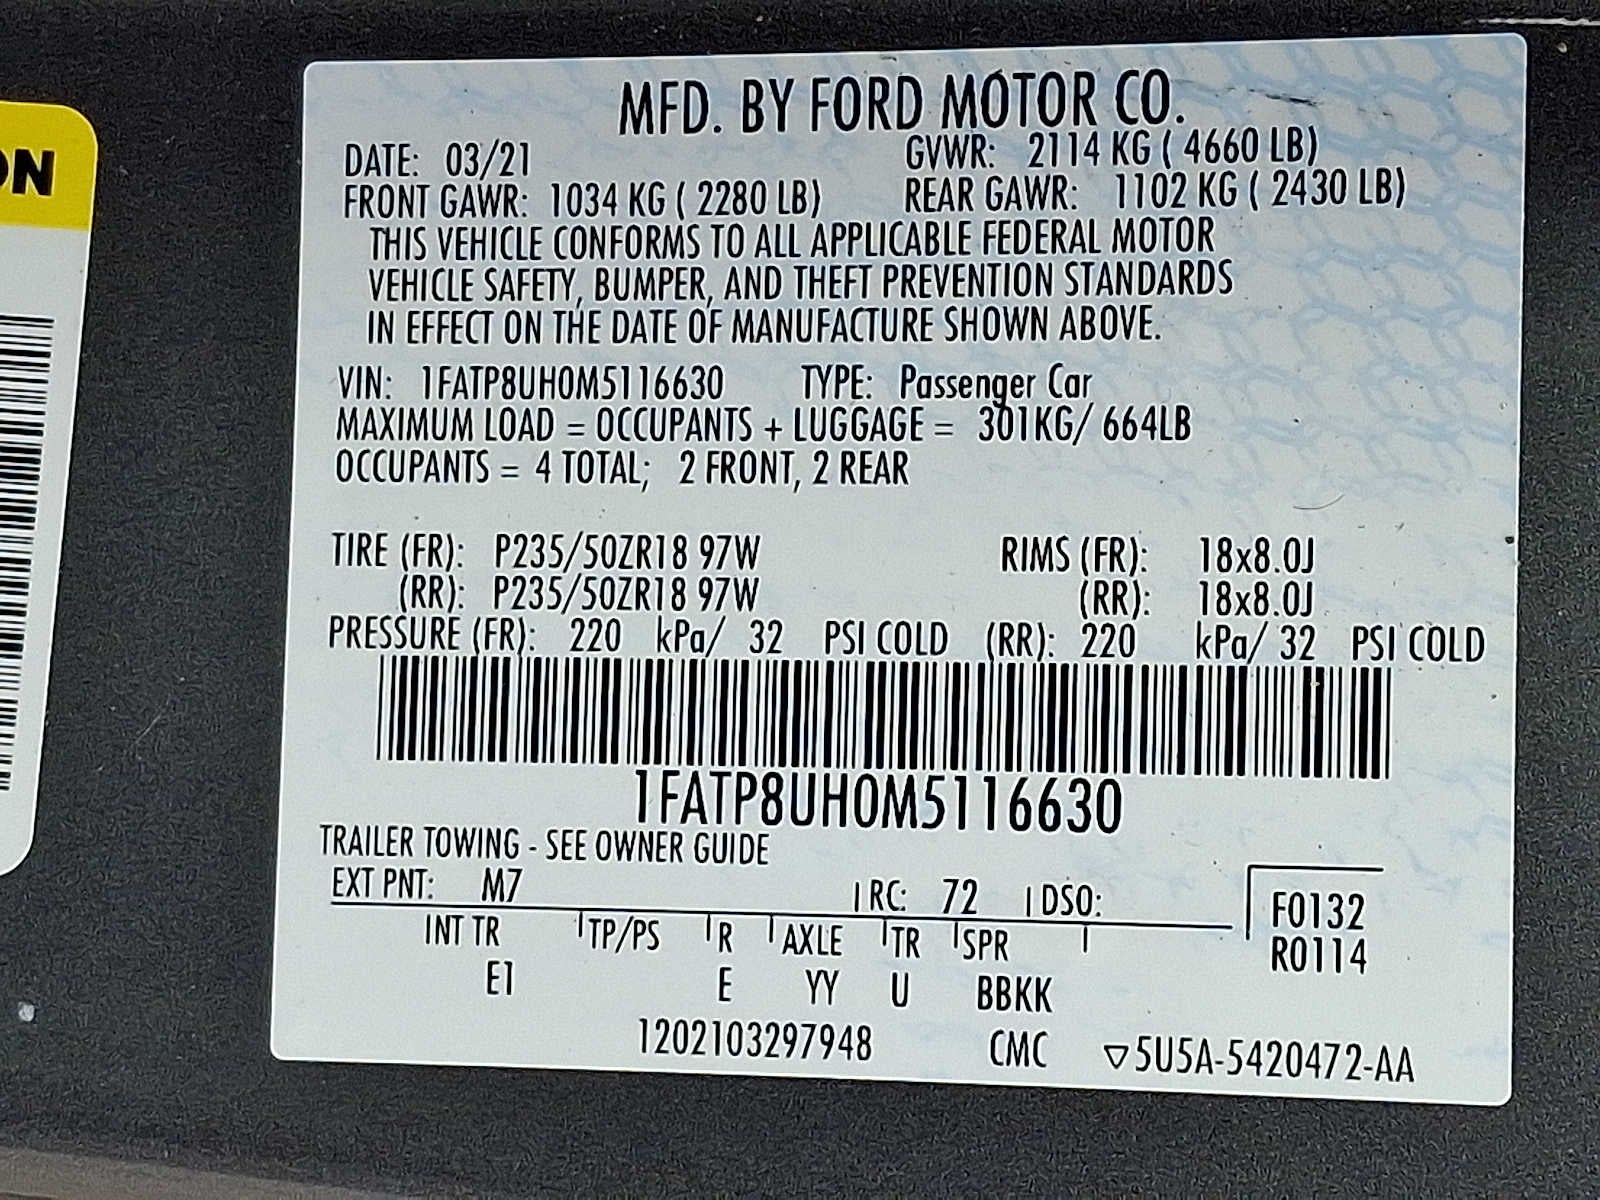 MFD. BY FORD MOTOR CO.
DATE: 03/21 GVWR: 2114 KG ( 4660 LB)
FRONT GAWR: 1034 KG ( 2280 LB) REAR GAWR: 1102 KG ( 2430 LB)
THIS VEHICLE CONFORMS TO ALL APPLICABLE FEDERAL MOTOR
VEHICLE SAFETY, BUMPER, AND THEFT PREVENTION STANDARDS
IN EFFECT ON THE DATE OF MANUFACTURE SHOWN ABOVE.
VIN: 1FATP8UH0M5116630 TYPE: Passenger Car
MAXIMUM LOAD = OCCUPANTS + LUGGAGE = 301KG/ 664LB
OCCUPANTS = 4 TOTAL; 2 FRONT, 2 REAR
TIRE (FR): P235/50ZR18 97W RIMS (FR): 18x8.0J
(RR): P235/50ZR18 97W (RR): 18x8.0J
PRESSURE (FR): 220 kPa/ 32 PSI COLD (RR): 220 kPa/ 32 PSI COLD
1FATP8UH0M5116630
TRAILER TOWING - SEE OWNER GUIDE
EXT PNT: M7 RC: 72 DSO: F0132
INT TR TP/PS R AXLE TR SPR R0114
E1 E YY U BBKK
1202103297948 CMC ▽5U5A-5420472-AA